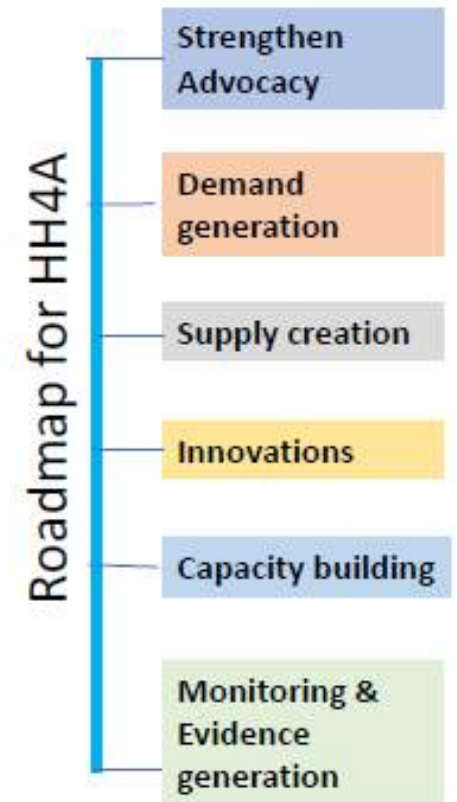 Roadmap for HH4A
Strengthen
Advocacy
Demand
generation
Supply creation
Innovations
Capacity building
Monitoring &
Evidence
generation